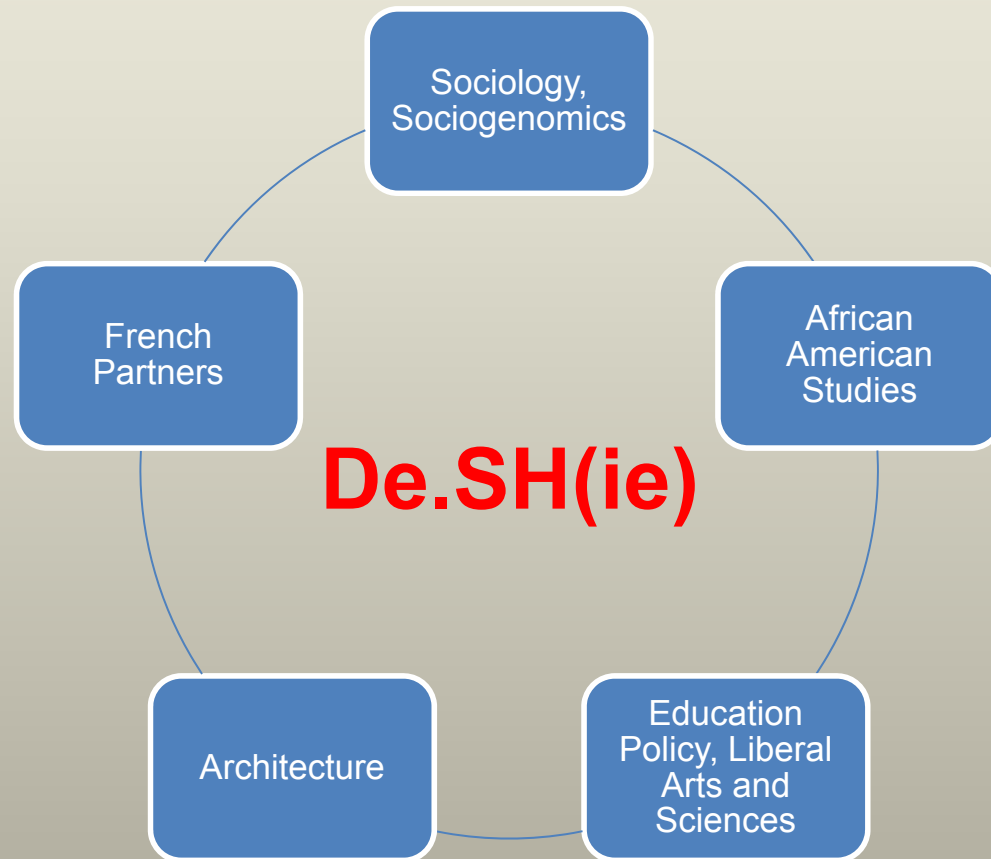 Sociology,
Sociogenomics
French
Partners
African
American
Studies
De.SH(ie)
Architecture
Education
Policy, Liberal
Arts and
Sciences